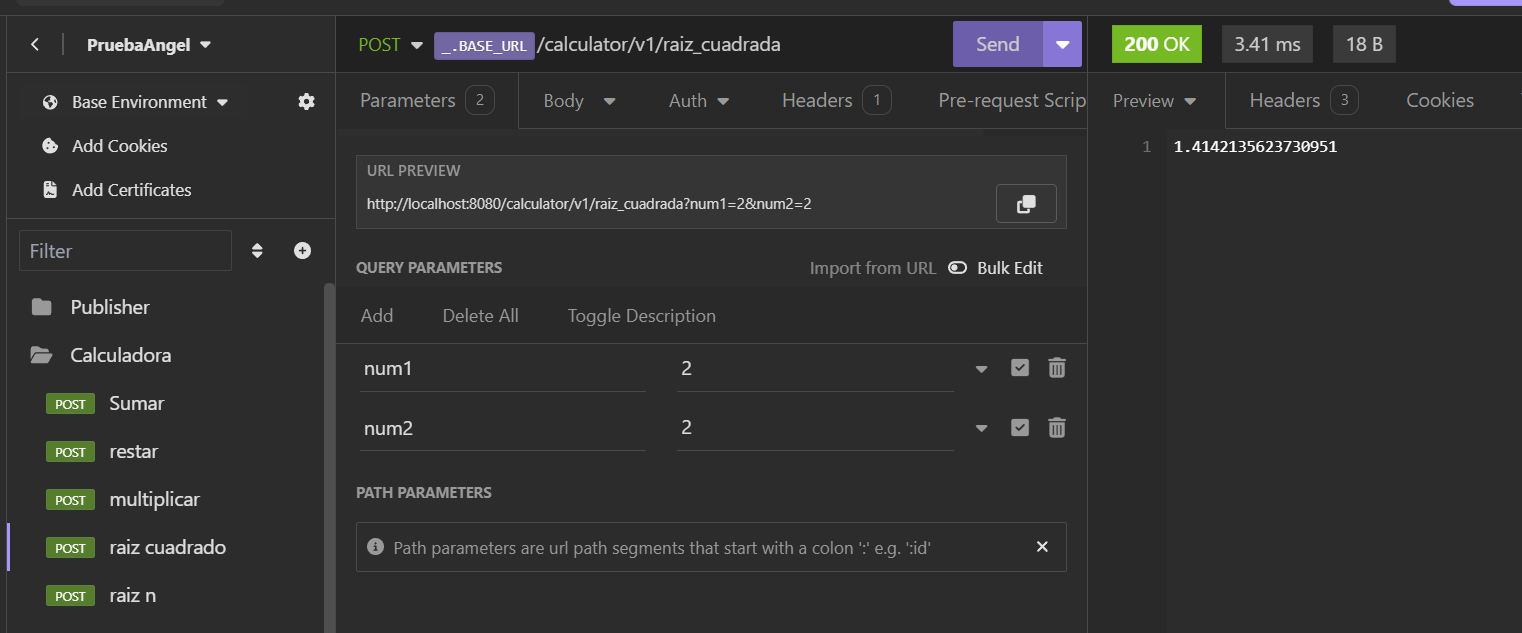 PruebaAngel
Base Environment
Add Cookies
Add Certificates
Filter
Publisher
Calculadora
POST Sumar
POST restar
POST multiplicar
POST raiz cuadrado
POST raiz n
POST _.BASE_URL /calculator/v1/raiz_cuadrada Send
Parameters 2 Body Auth Headers 1 Pre-request Scrip
URL PREVIEW
http://localhost:8080/calculator/v1/raiz_cuadrada?num1=2&num2=2
QUERY PARAMETERS Import from URL Bulk Edit
Add Delete All Toggle Description
num1 2
num2 2
PATH PARAMETERS
Path parameters are url path segments that start with a colon ':' e.g. ':id'
200 OK 3.41 ms 18 B
Preview Headers 3 Cookies
1 1.4142135623730951